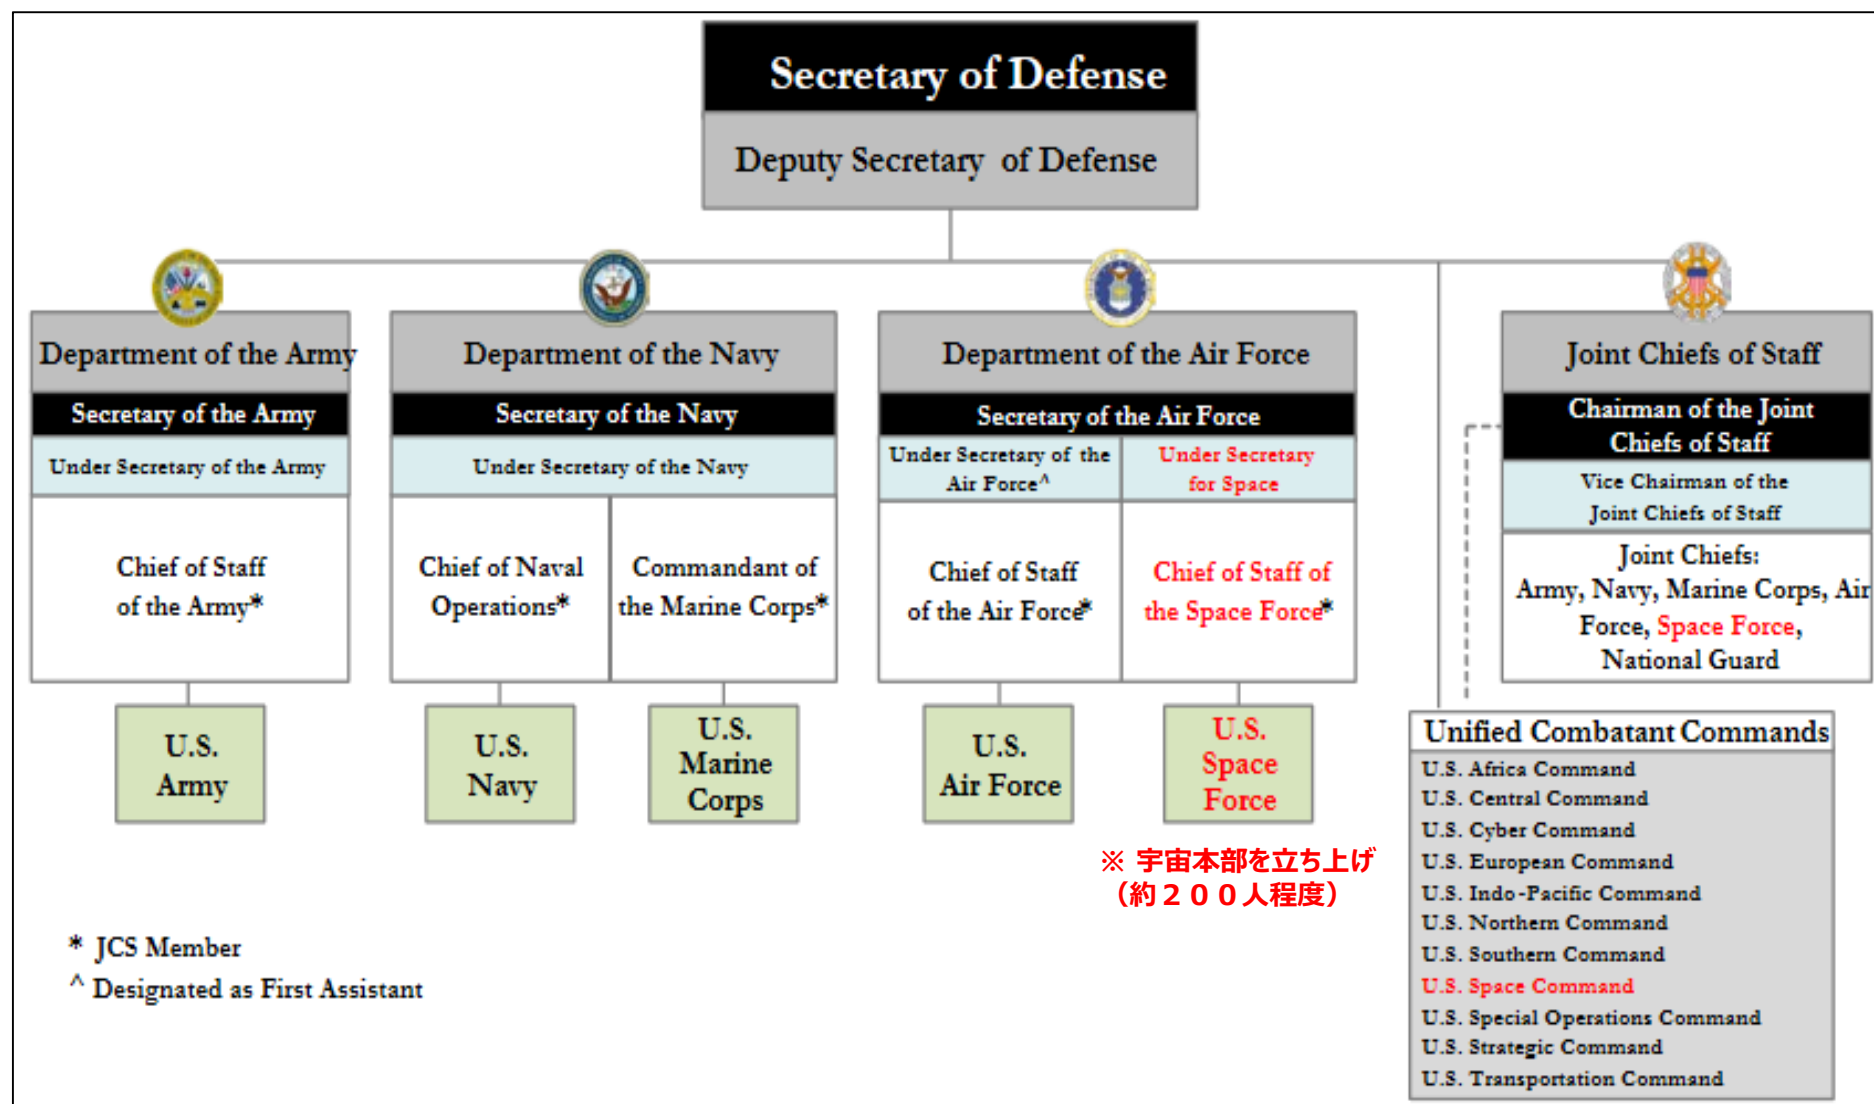 Secretary of Defense
Deputy Secretary of Defense
Department of the Army
Secretary of the Army
Under Secretary of the Army
Chief of Staff
of the Army*
U.S.
Army
Department of the Navy
Secretary of the Navy
Under Secretary of the Navy
Chief of Naval
Operations*
Commandant of
the Marine Corps*
U.S.
Navy
U.S.
Marine
Corps
Department of the Air Force
Secretary of the Air Force
Under Secretary of the
Air Force^
Under Secretary
for Space
Chief of Staff
of the Air Force*
Chief of Staff of
the Space Force*
U.S.
Air Force
U.S.
Space
Force
※ 宇宙本部を立ち上げ
（約２００人程度）
Joint Chiefs of Staff
Chairman of the Joint
Chiefs of Staff
Vice Chairman of the
Joint Chiefs of Staff
Joint Chiefs:
Army, Navy, Marine Corps, Air
Force, Space Force,
National Guard
Unified Combatant Commands
U.S. Africa Command
U.S. Central Command
U.S. Cyber Command
U.S. European Command
U.S. Indo-Pacific Command
U.S. Northern Command
U.S. Southern Command
U.S. Space Command
U.S. Special Operations Command
U.S. Strategic Command
U.S. Transportation Command
* JCS Member
^ Designated as First Assistant